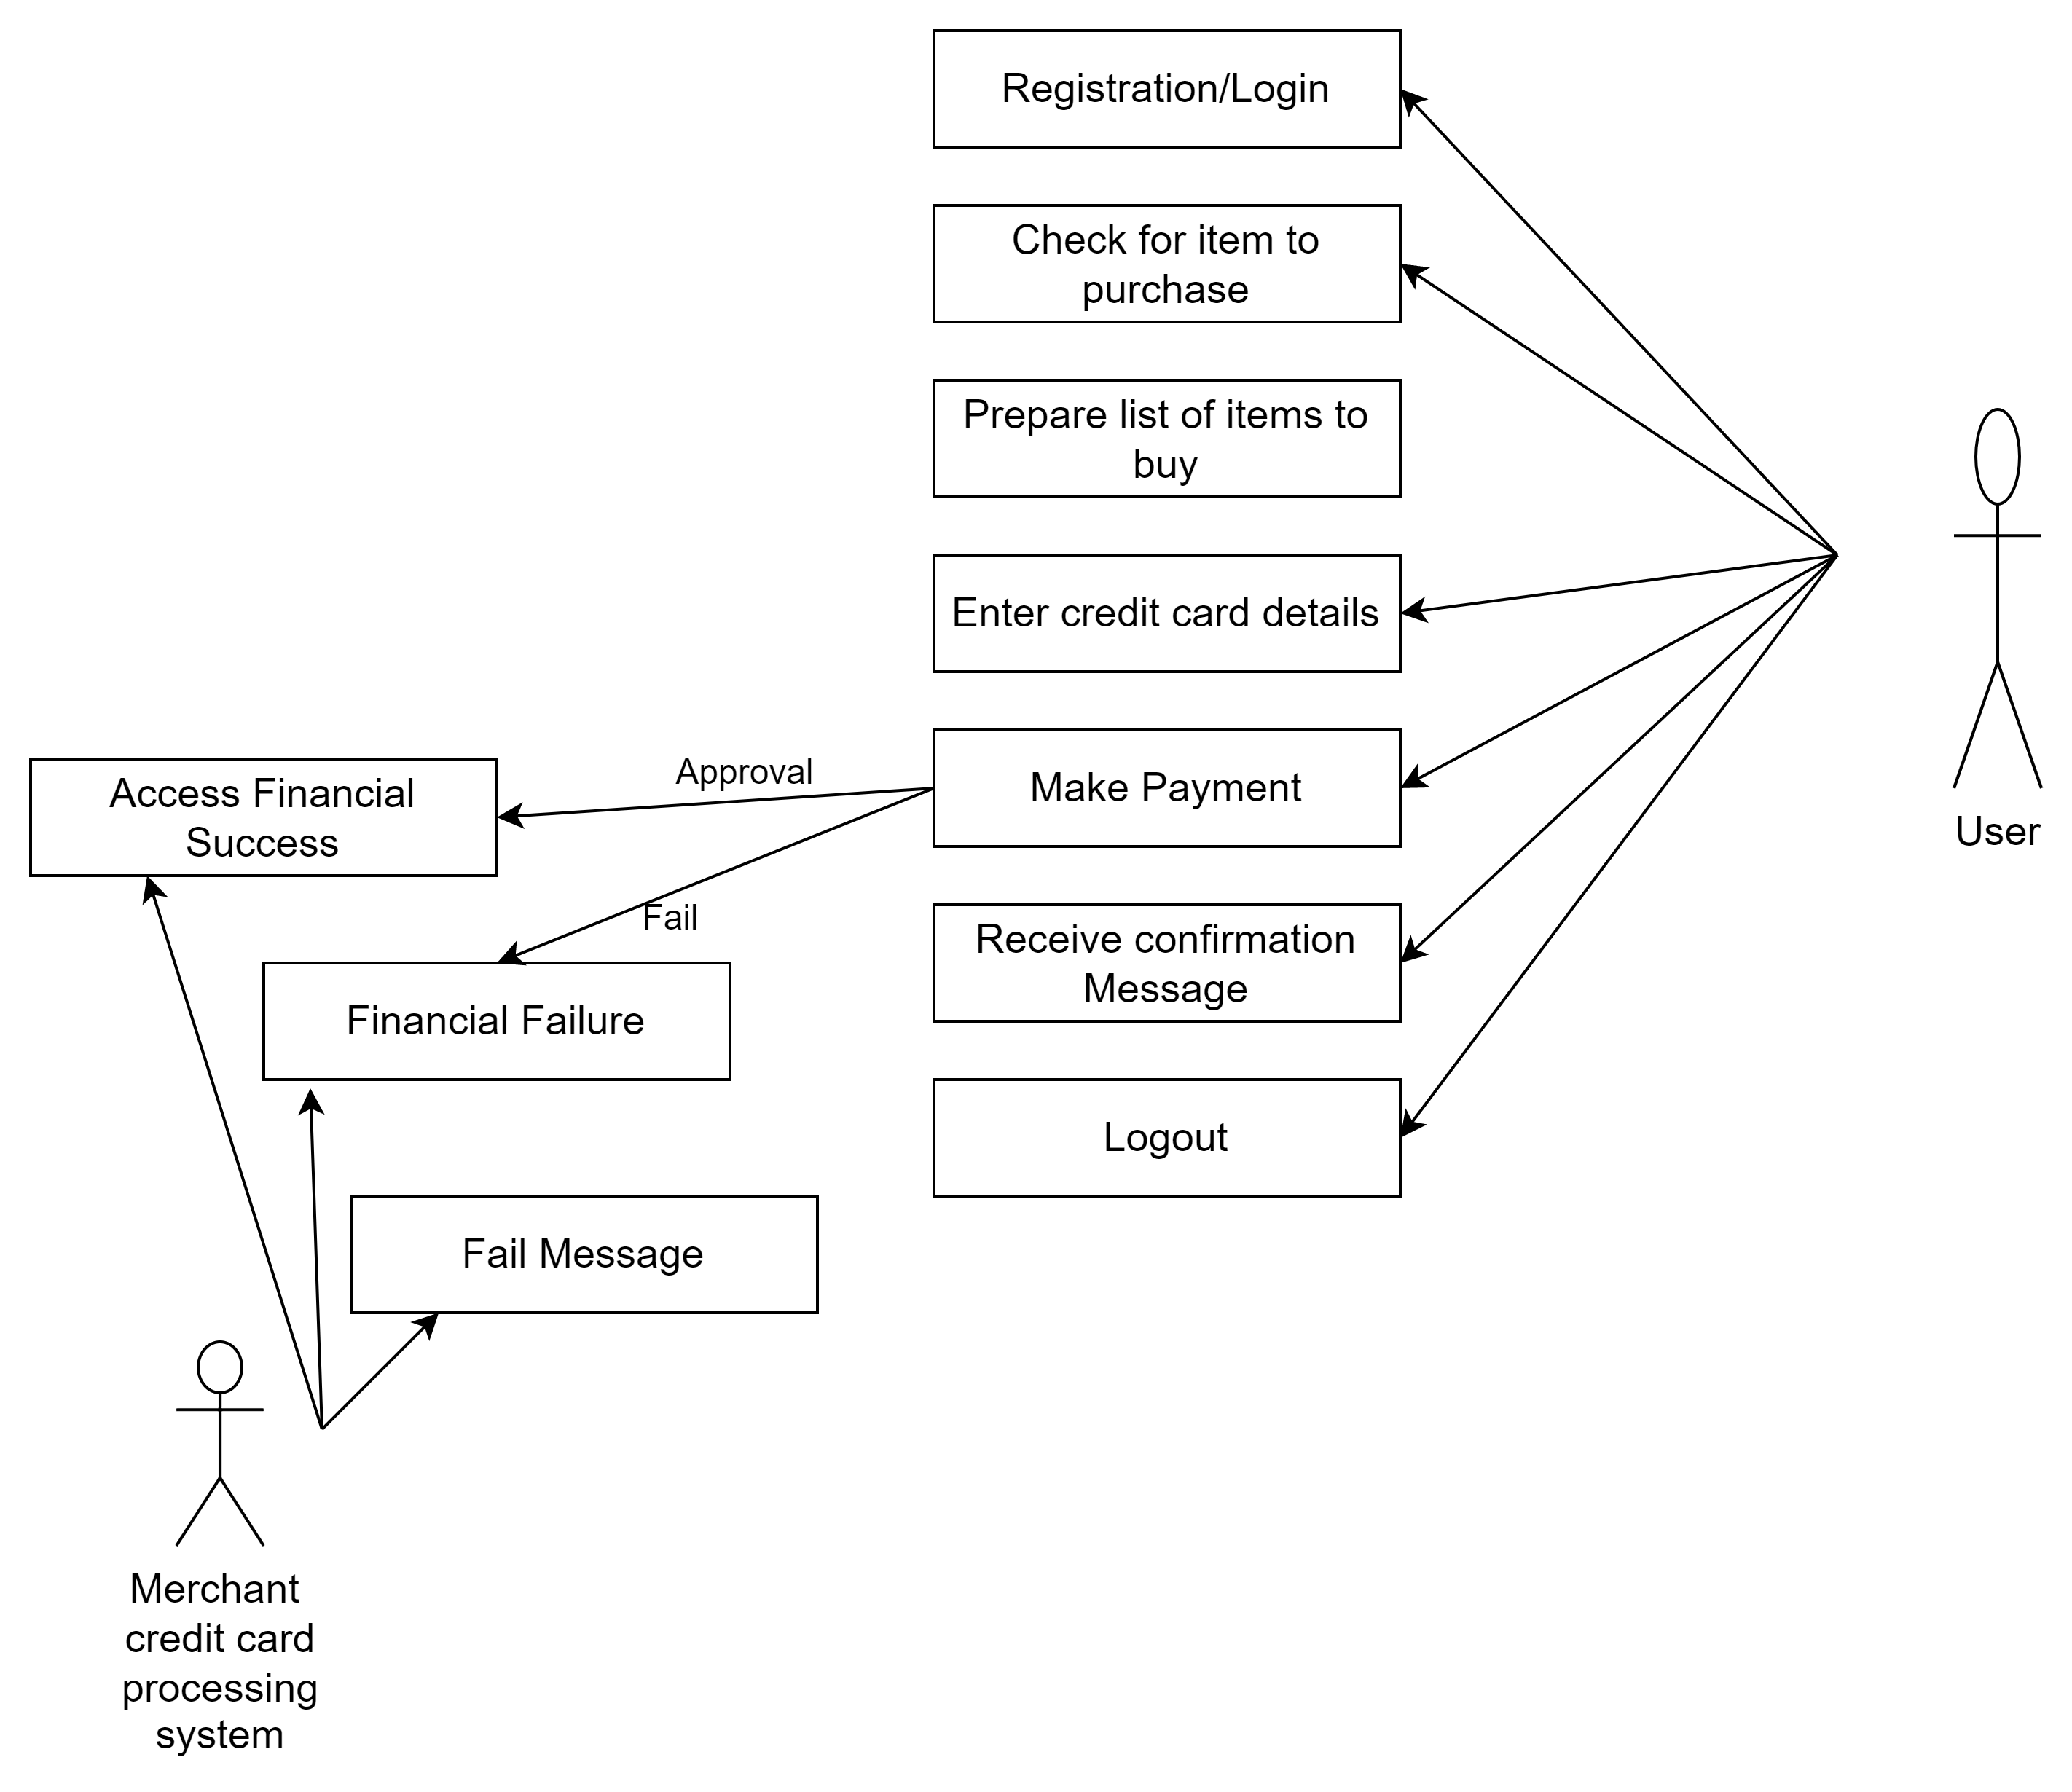 Registration/Login
Check for item to
purchase
Prepare list of items to
buy
Enter credit card details
Make Payment
Approval
Access Financial
Success
User
Fail
Receive confirmation
Message
Financial Failure
Logout
Fail Message
Merchant
credit card
processing
system